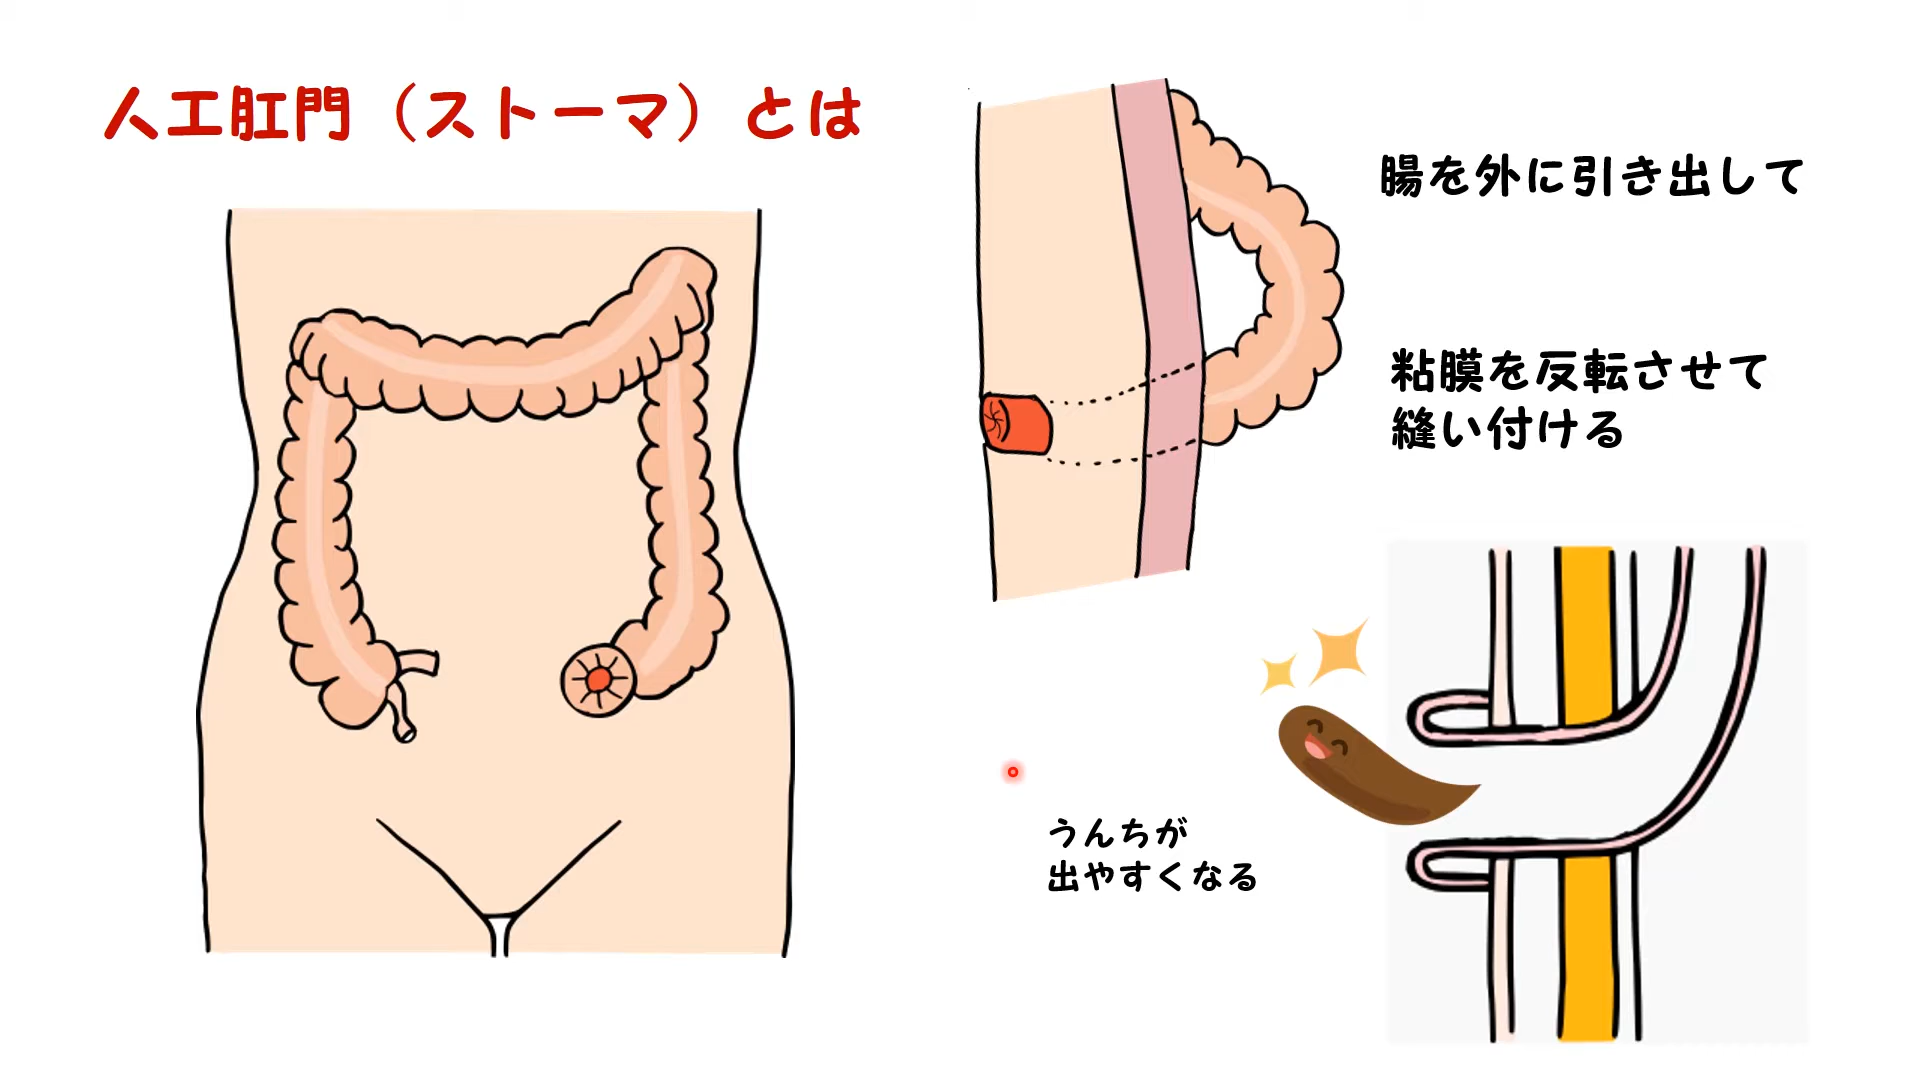 人工肛門（ストーマ）とは
腸を外に引き出して
粘膜を反転させて
縫い付ける
うんちが
出やすくなる